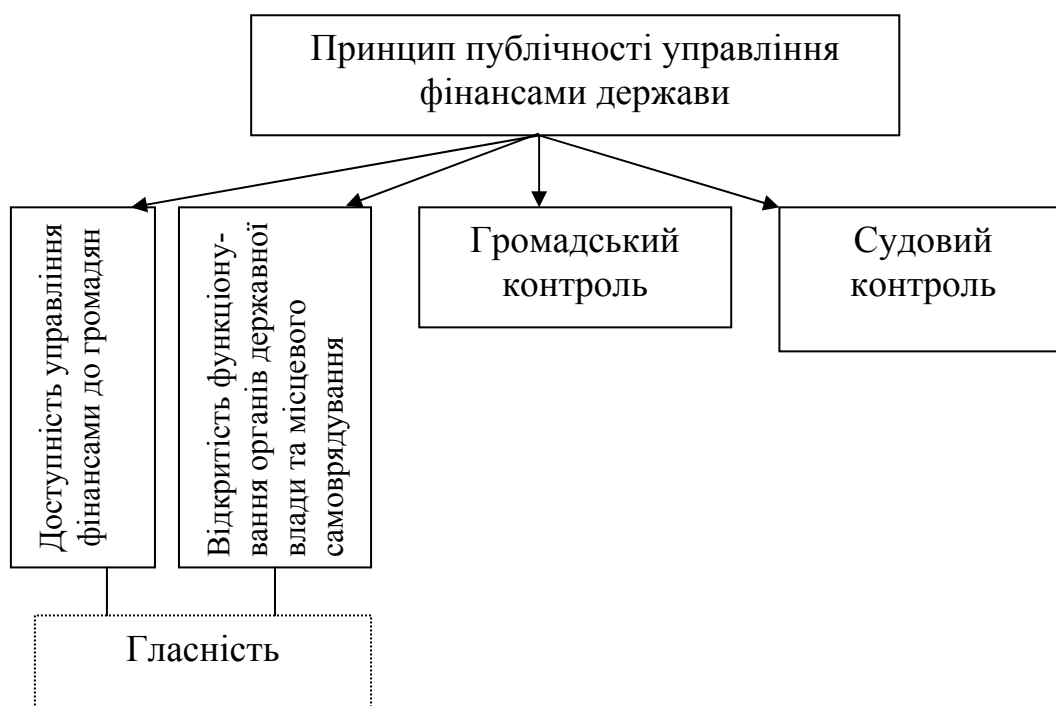 Принцип публічності управління
фінансами держави
Доступність управління
фінансами до громадян
Відкритість функціону-
вання органів державної
влади та місцевого
самоврядування
Громадський
контроль
Судовий
контроль
Гласність